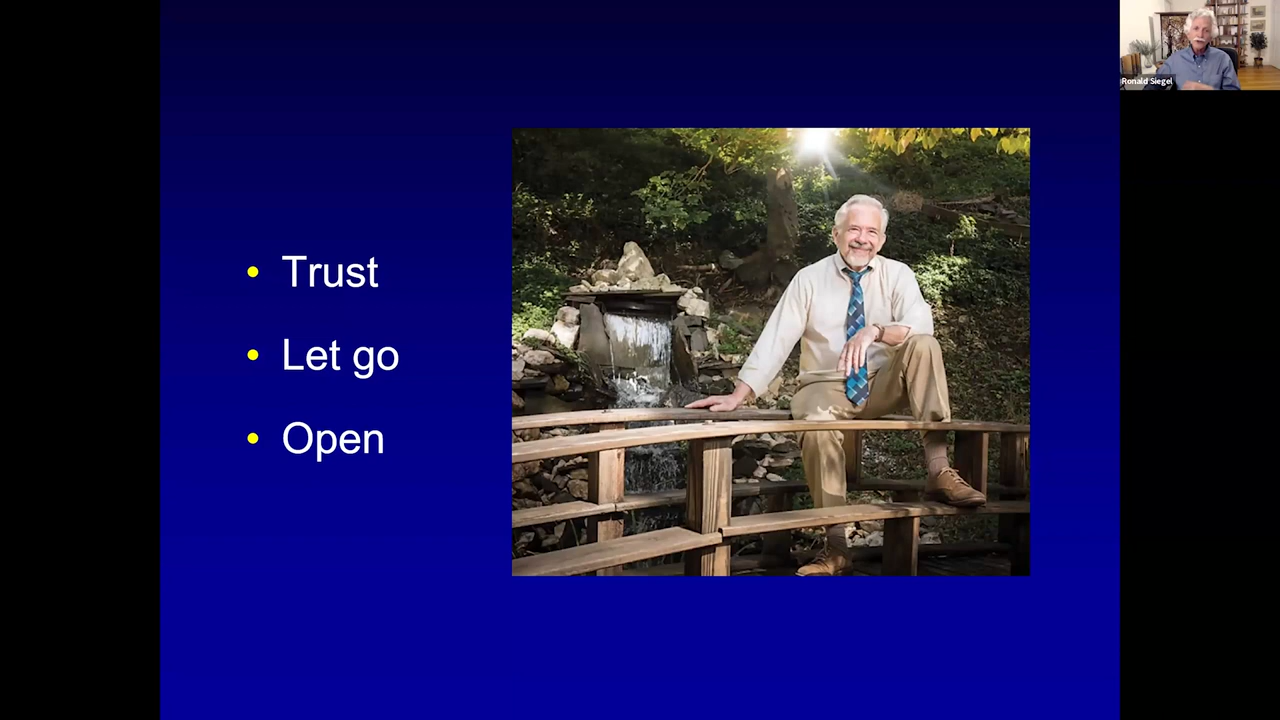 Ronald Siegel
• Trust
• Let go
• Open